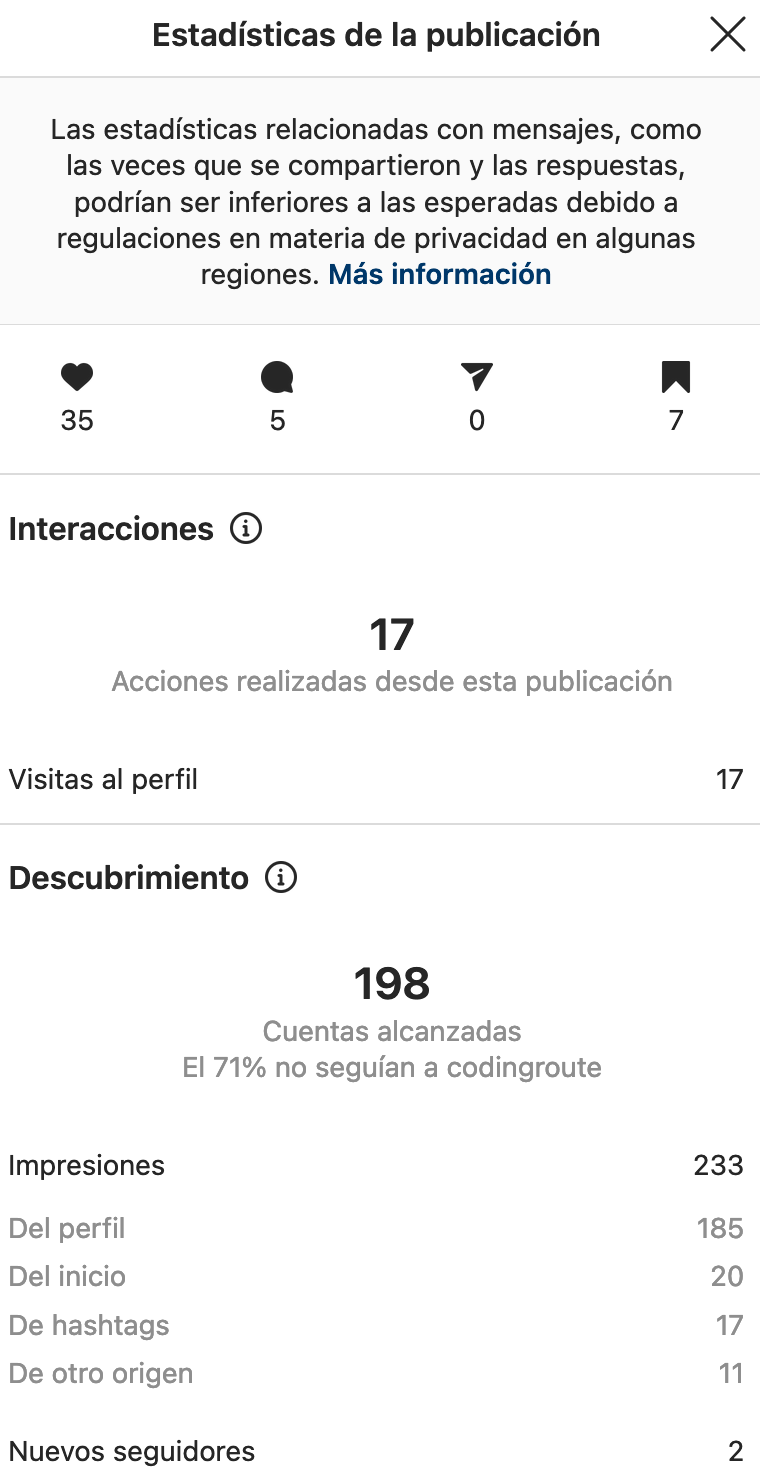 Estadísticas de la publicación
Las estadísticas relacionadas con mensajes, como
las veces que se compartieron y las respuestas,
podrían ser inferiores a las esperadas debido a
regulaciones en materia de privacidad en algunas
regiones. Más información
35 5 0 7
Interacciones
17
Acciones realizadas desde esta publicación
Visitas al perfil 17
Descubrimiento
198
Cuentas alcanzadas
El 71% no seguían a codingroute
Impresiones 233
Del perfil 185
Del inicio 20
De hashtags 17
De otro origen 11
Nuevos seguidores 2